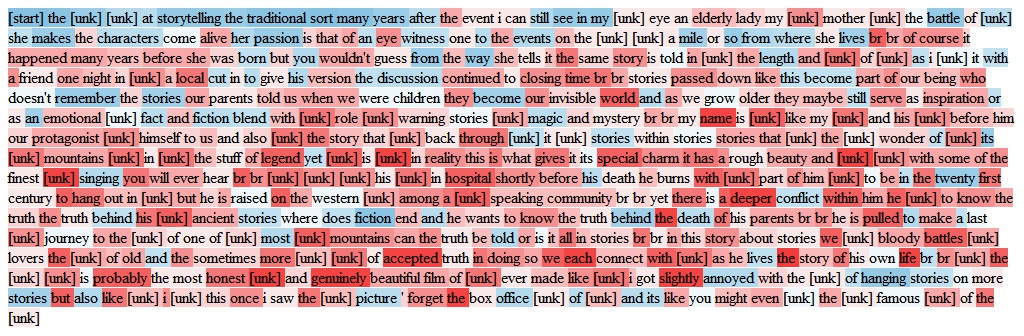 [start] the [unk] [unk] at storytelling the traditional sort many years after the event i can still see in my [unk] eye an elderly lady my [unk] mother [unk] the battle of [unk]
she makes the characters come alive her passion is that of an eye witness one to the events on the [unk] [unk] a mile or so from where she lives br br of course it
happened many years before she was born but you wouldn't guess from the way she tells it the same story is told in [unk] the length and [unk] of [unk] as i [unk] it with
a friend one night in [unk] a local cut in to give his version the discussion continued to closing time br br stories passed down like this become part of our being who
doesn't remember the stories our parents told us when we were children they become our invisible world and as we grow older they maybe still serve as inspiration or
as an emotional [unk] fact and fiction blend with [unk] role [unk] warning stories [unk] magic and mystery br br my name is [unk] like my [unk] and his [unk] before him
our protagonist [unk] himself to us and also [unk] the story that [unk] back through [unk] it [unk] stories within stories stories that [unk] the [unk] wonder of [unk] its
[unk] mountains [unk] in [unk] the stuff of legend yet [unk] is [unk] in reality this is what gives it its special charm it has a rough beauty and [unk] [unk] with some of the
finest [unk] singing you will ever hear br br [unk] [unk] [unk] his [unk] in hospital shortly before his death he burns with [unk] part of him [unk] to be in the twenty first
century to hang out in [unk] but he is raised on the western [unk] among a [unk] speaking community br br yet there is a deeper conflict within him he [unk] to know the
truth the truth behind his [unk] ancient stories where does fiction end and he wants to know the truth behind the death of his parents br br he is pulled to make a last
[unk] journey to the [unk] of one of [unk] most [unk] mountains can the truth be told or is it all in stories br br in this story about stories we [unk] bloody battles [unk]
lovers the [unk] of old and the sometimes more [unk] [unk] of accepted truth in doing so we each connect with [unk] as he lives the story of his own life br br [unk] the
[unk] [unk] is probably the most honest [unk] and genuinely beautiful film of [unk] ever made like [unk] i got slightly annoyed with the [unk] of hanging stories on more
stories but also like [unk] i [unk] this once i saw the [unk] picture ' forget the box office [unk] of [unk] and its like you might even [unk] the [unk] famous [unk] of the
[unk]